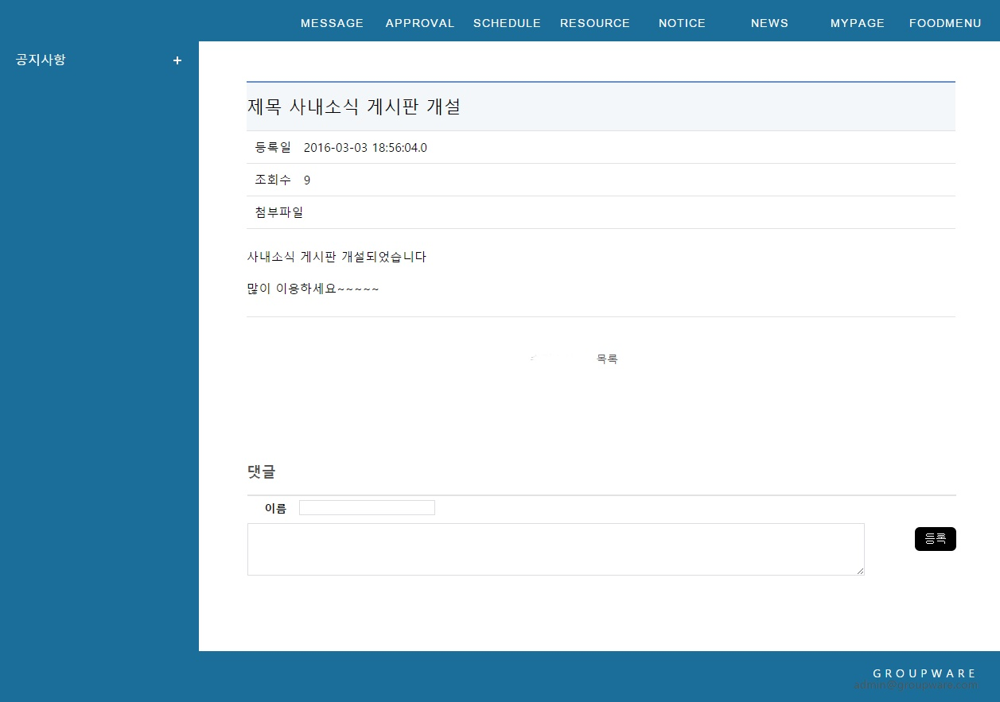 MESSAGE APPROVAL SCHEDULE RESOURCE NOTICE NEWS MYPAGE FOODMENU
공지사항 +
제목 사내소식 게시판 개설
등록일 2016-03-03 18:56:04.0
조회수 9
첨부파일
사내소식 게시판 개설되었습니다
많이 이용하세요~~~~~
목록
댓글
이름
등록
GROUPWARE
admin@groupware.com